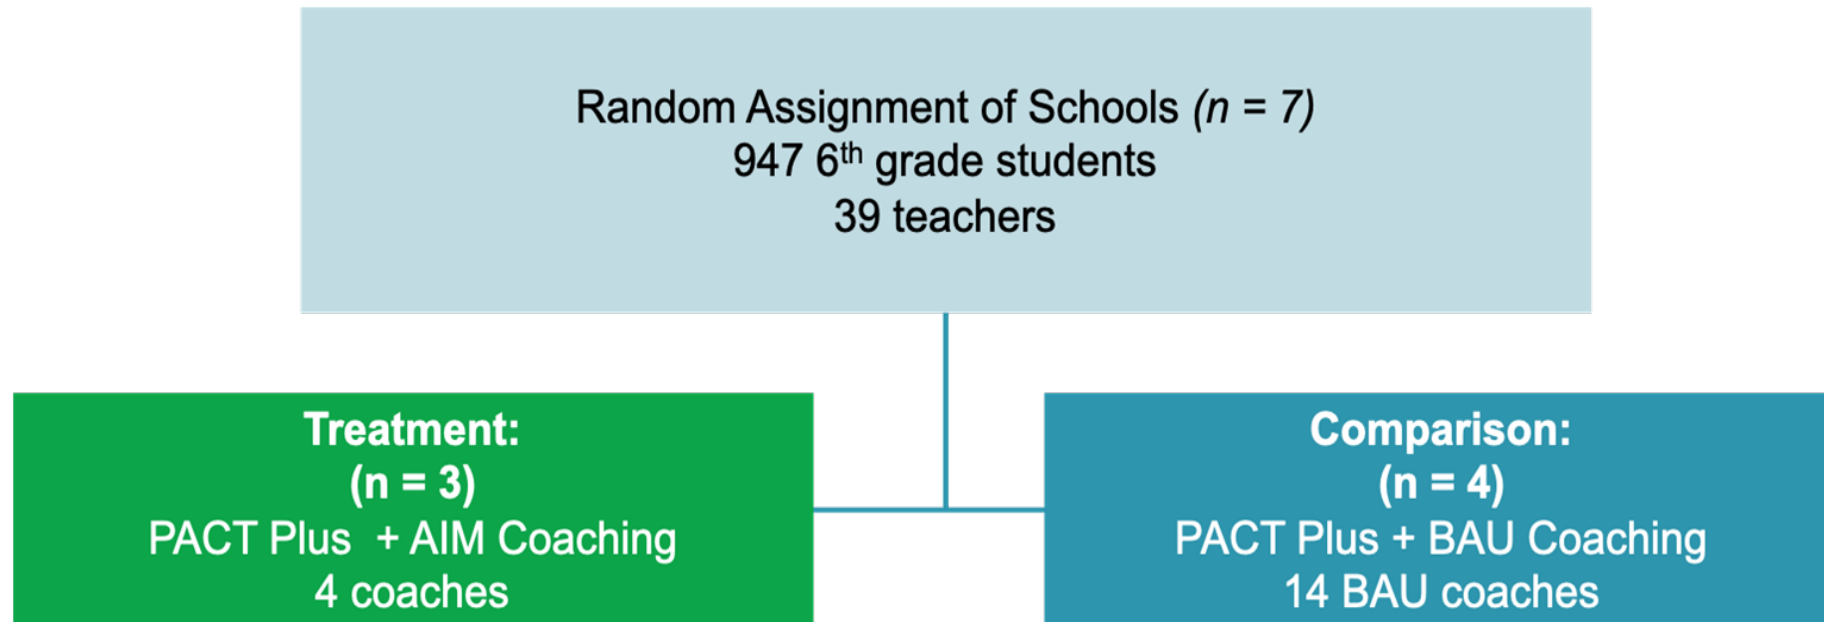 Random Assignment of Schools (n = 7)
947 6th grade students
39 teachers
Treatment:
(n = 3)
PACT Plus + AIM Coaching
4 coaches
Comparison:
(n = 4)
PACT Plus + BAU Coaching
14 BAU coaches